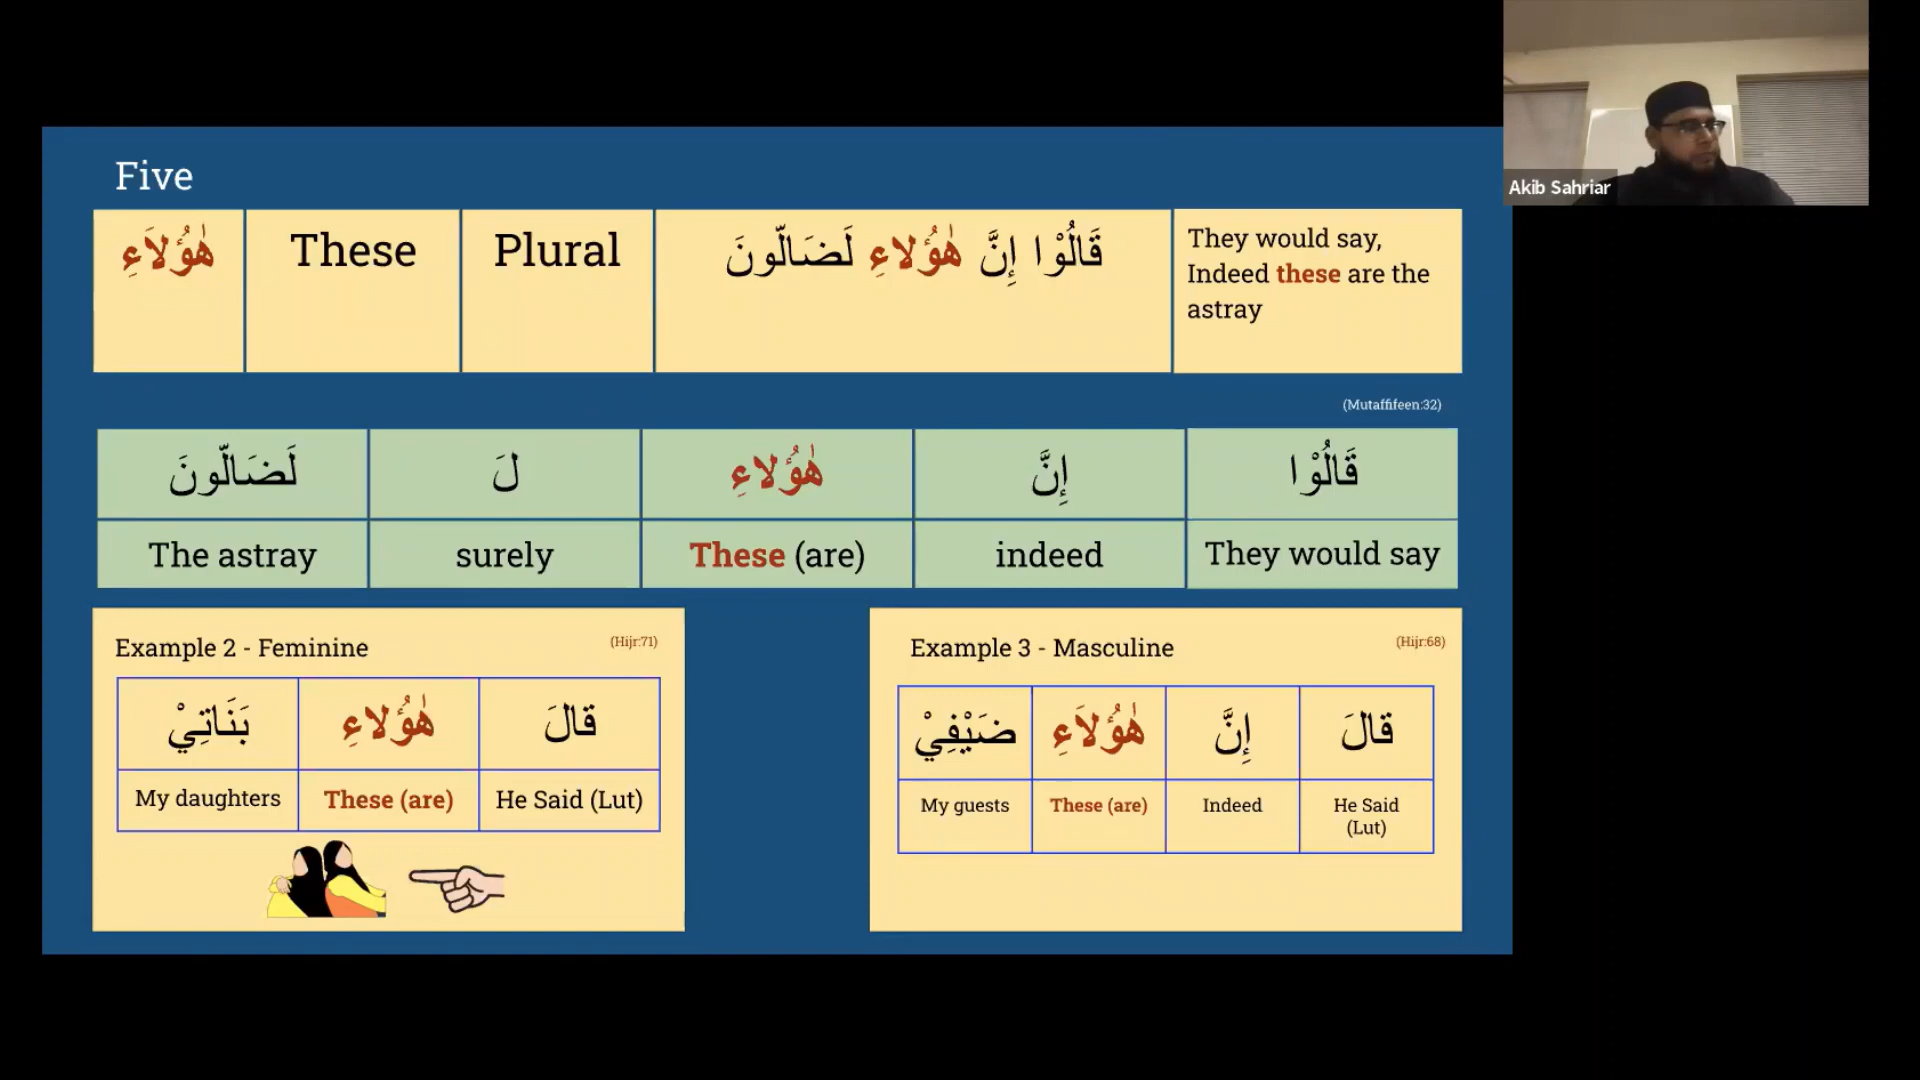 Akib Sahriar
Five
هٰؤُلاَءِ
These
Plural
قَالُوْا إِنَّ هٰؤُلاءِ لَضَالّونَ
They would say,
Indeed these are the
astray
(Mutaffifeen:32)
لَضَالّونَ
لَ
هٰؤُلاءِ
إِنَّ
قَالُوْا
The astray
surely
These (are)
indeed
They would say
Example 2 - Feminine
(Hijr:71)
بَنَاتِيْ
هٰؤُلاءِ
قالَ
My daughters
These (are)
He Said (Lut)
Example 3 - Masculine
(Hijr:68)
ضَيْفِيْ
هٰؤُلاَءِ
إِنَّ
قالَ
My guests
These (are)
Indeed
He Said
(Lut)